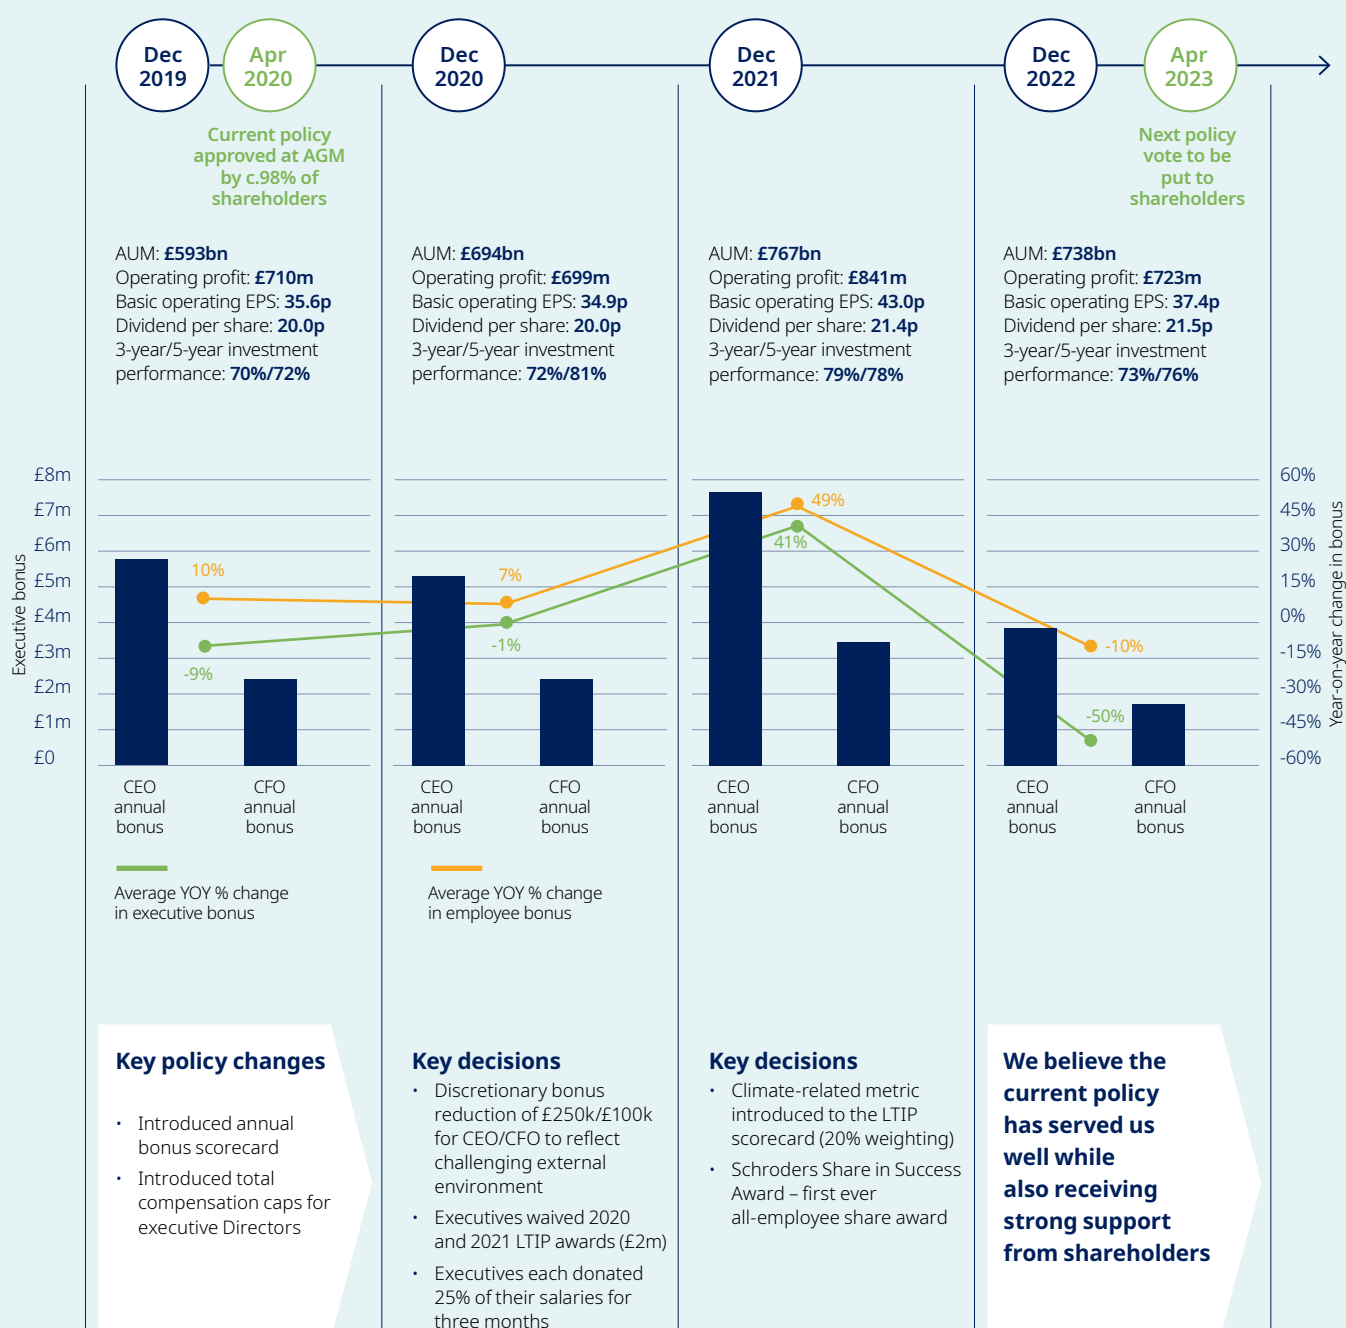 Dec
2019
Apr
2020
Dec
2020
Dec
2021
Dec
2022
Apr
2023
Current policy
approved at AGM
by c.98% of
shareholders
Next policy
vote to be
put to
shareholders
AUM: £593bn
Operating profit: £710m
Basic operating EPS: 35.6p
Dividend per share: 20.0p
3-year/5-year investment
performance: 70%/72%
AUM: £694bn
Operating profit: £699m
Basic operating EPS: 34.9p
Dividend per share: 20.0p
3-year/5-year investment
performance: 72%/81%
AUM: £767bn
Operating profit: £841m
Basic operating EPS: 43.0p
Dividend per share: 21.4p
3-year/5-year investment
performance: 79%/78%
AUM: £738bn
Operating profit: £723m
Basic operating EPS: 37.4p
Dividend per share: 21.5p
3-year/5-year investment
performance: 73%/76%
Executive bonus
£8m
£7m
£6m
£5m
£4m
£3m
£2m
£1m
£0
10%
-9%
7%
-1%
49%
41%
-10%
-50%
60%
45%
30%
15%
0%
-15%
-30%
-45%
-60%
Year-on-year change in bonus
CEO
annual
bonus
CFO
annual
bonus
CEO
annual
bonus
CFO
annual
bonus
CEO
annual
bonus
CFO
annual
bonus
CEO
annual
bonus
CFO
annual
bonus
Average YOY % change
in executive bonus
Average YOY % change
in employee bonus
Key policy changes
• Introduced annual
bonus scorecard
• Introduced total
compensation caps for
executive Directors
Key decisions
• Discretionary bonus
reduction of £250k/£100k
for CEO/CFO to reflect
challenging external
environment
• Executives waived 2020
and 2021 LTIP awards (£2m)
• Executives each donated
25% of their salaries for
three months
Key decisions
• Climate-related metric
introduced to the LTIP
scorecard (20% weighting)
• Schroders Share in Success
Award – first ever
all-employee share award
We believe the
current policy
has served us
well while
also receiving
strong support
from shareholders